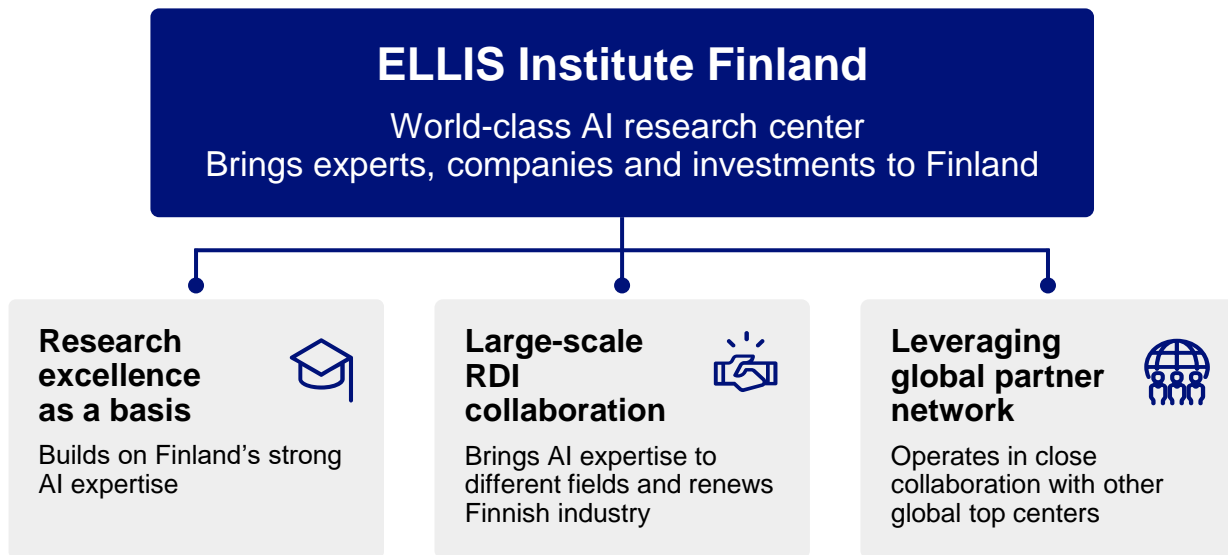 ELLIS Institute Finland
World-class AI research center
Brings experts, companies and investments to Finland
Research
excellence
as a basis
Builds on Finland’s strong
AI expertise
Large-scale
RDI
collaboration
Brings AI expertise to
different fields and renews
Finnish industry
Leveraging
global partner
network
Operates in close
collaboration with other
global top centers